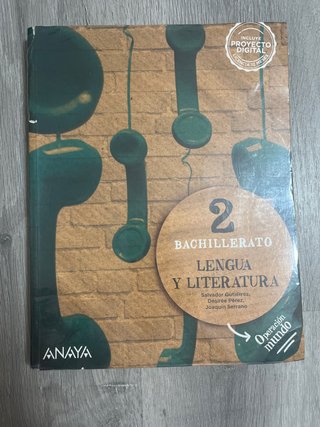 INCLUYE
PROYECTO
DIGITAL
2
BACHILLERATO
LENGUA
Y LITERATURA
Salvador Gutiérrez,
Desirée Pérez,
Joaquín Serrano
Operación
mundo
ANAYA